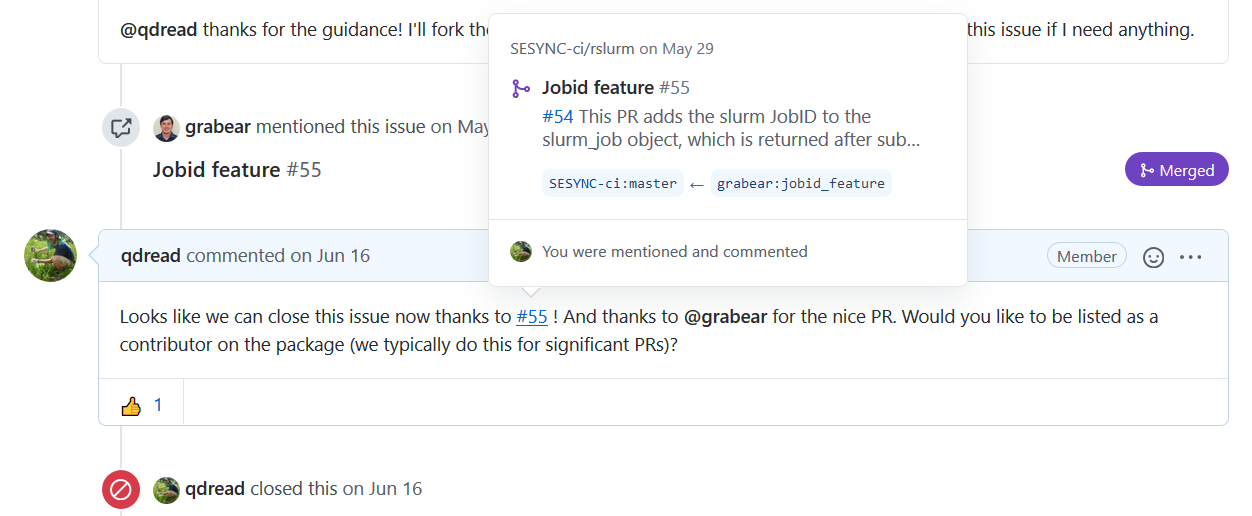 @qdread thanks for the guidance! I'll fork the
this issue if I need anything.
SESYNC-ci/rslurm on May 29
Jobid feature #55
#54 This PR adds the slurm JobID to the
slurm_job object, which is returned after sub...
SESYNC-ci:master ← grabear:jobid_feature
You were mentioned and commented
grabear mentioned this issue on May
Jobid feature #55
Merged
qdread commented on Jun 16
Member
Looks like we can close this issue now thanks to #55 ! And thanks to @grabear for the nice PR. Would you like to be listed as a
contributor on the package (we typically do this for significant PRs)?
👍 1
qdread closed this on Jun 16